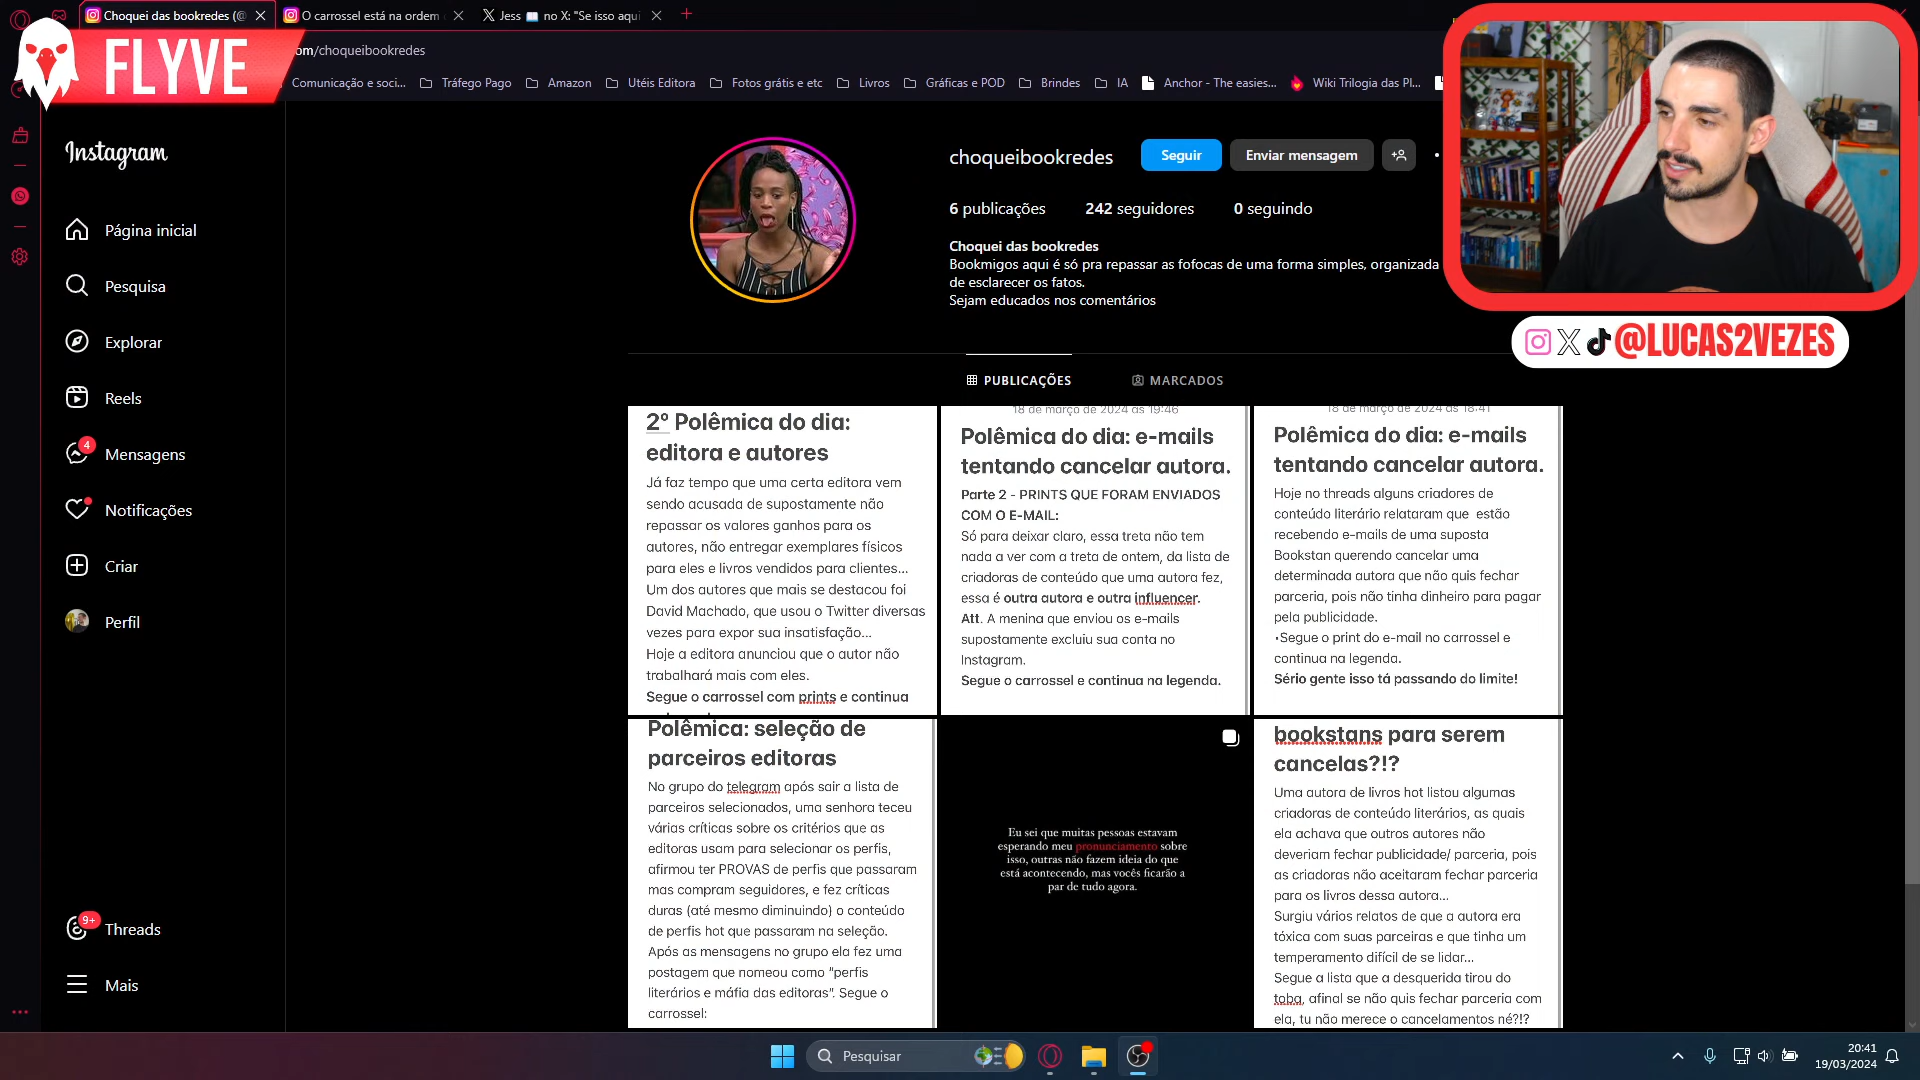 Choquei das bookredes (@
O carrossel está na ordem
Jess no X: "Se isso aqui
FLYVE
om/choqueibookredes
Comunicação e soci...
Tráfego Pago
Amazon
Utéis Editora
Fotos grátis e etc
Livros
Gráficas e POD
Brindes
IA
Anchor - The easies...
Wiki Trilogia das Pl...
Instagram
Página inicial
Pesquisa
Explorar
Reels
4
Mensagens
Notificações
Criar
Perfil
9+
Threads
Mais
choqueibookredes
Seguir
Enviar mensagem
6 publicações
242 seguidores
0 seguindo
Choquei das bookredes
Bookmigos aqui é só pra repassar as fofocas de uma forma simples, organizada
de esclarecer os fatos.
Sejam educados nos comentários
@LUCAS2VEZES
PUBLICAÇÕES
MARCADOS
2º Polêmica do dia:
editora e autores
Já faz tempo que uma certa editora vem
sendo acusada de supostamente não
repassar os valores ganhos para os
autores, não entregar exemplares físicos
para eles e livros vendidos para clientes...
Um dos autores que mais se destacou foi
David Machado, que usou o Twitter diversas
vezes para expor sua insatisfação...
Hoje a editora anunciou que o autor não
trabalhará mais com eles.
Segue o carrossel com prints e continua
18 de março de 2024 às 19:46
Polêmica do dia: e-mails
tentando cancelar autora.
Parte 2 - PRINTS QUE FORAM ENVIADOS
COM O E-MAIL:
Só para deixar claro, essa treta não tem
nada a ver com a treta de ontem, da lista de
criadoras de conteúdo que uma autora fez,
essa é outra autora e outra influencer.
Att. A menina que enviou os e-mails
supostamente excluiu sua conta no
Instagram.
Segue o carrossel e continua na legenda.
18 de março de 2024 às 18:41
Polêmica do dia: e-mails
tentando cancelar autora.
Hoje no threads alguns criadores de
conteúdo literário relataram que estão
recebendo e-mails de uma suposta
Bookstan querendo cancelar uma
determinada autora que não quis fechar
parceria, pois não tinha dinheiro para pagar
pela publicidade.
•Segue o print do e-mail no carrossel e
continua na legenda.
Sério gente isso tá passando do limite!
Polêmica: seleção de
parceiros editoras
No grupo do telegram após sair a lista de
parceiros selecionados, uma senhora teceu
várias críticas sobre os critérios que as
editoras usam para selecionar os perfis,
afirmou ter PROVAS de perfis que passaram
mas compram seguidores, e fez críticas
duras (até mesmo diminuindo) o conteúdo
de perfis hot que passaram na seleção.
Após as mensagens no grupo ela fez uma
postagem que nomeou como "perfis
literários e máfia das editoras". Segue o
carrossel:
Eu sei que muitas pessoas estavam
esperando meu pronunciamento sobre
isso, outras não fazem ideia do que
está acontecendo, mas vocês ficarão a
par de tudo agora.
bookstans para serem
cancelas?!?
Uma autora de livros hot listou algumas
criadoras de conteúdo literários, as quais
ela achava que outros autores não
deveriam fechar publicidade/ parceria, pois
as criadoras não aceitaram fechar parceria
para os livros dessa autora...
Surgiu vários relatos de que a autora era
tóxica com suas parceiras e que tinha um
temperamento difícil de se lidar...
Segue a lista que a desquerida tirou do
toba, afinal se não quis fechar parceria com
ela, tu não merece o cancelamentos né?!?
Pesquisar
20:41
19/03/2024